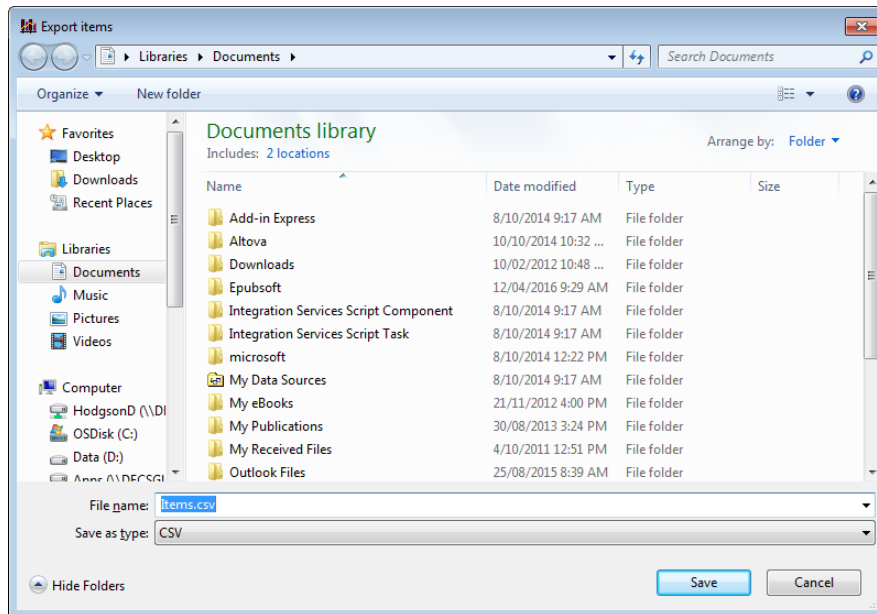 Export items
Libraries Documents
Search Documents
Organize New folder
Favorites
Desktop
Downloads
Recent Places
Libraries
Documents
Music
Pictures
Videos
Computer
HodgsonD (\\DI
OSDisk (C:)
Data (D:)
Documents library
Includes: 2 locations
Arrange by: Folder
Name Date modified Type Size
Add-in Express 8/10/2014 9:17 AM File folder
Altova 10/10/2014 10:32 ... File folder
Downloads 10/02/2012 10:48 ... File folder
Epubsoft 12/04/2016 9:29 AM File folder
Integration Services Script Component 8/10/2014 9:17 AM File folder
Integration Services Script Task 8/10/2014 9:17 AM File folder
microsoft 8/10/2014 12:22 PM File folder
My Data Sources 8/10/2014 9:17 AM File folder
My eBooks 21/11/2012 4:00 PM File folder
My Publications 30/08/2013 3:24 PM File folder
My Received Files 4/10/2011 12:51 PM File folder
Outlook Files 25/08/2015 8:39 AM File folder
File name: Items.csv
Save as type: CSV
Hide Folders
Save Cancel